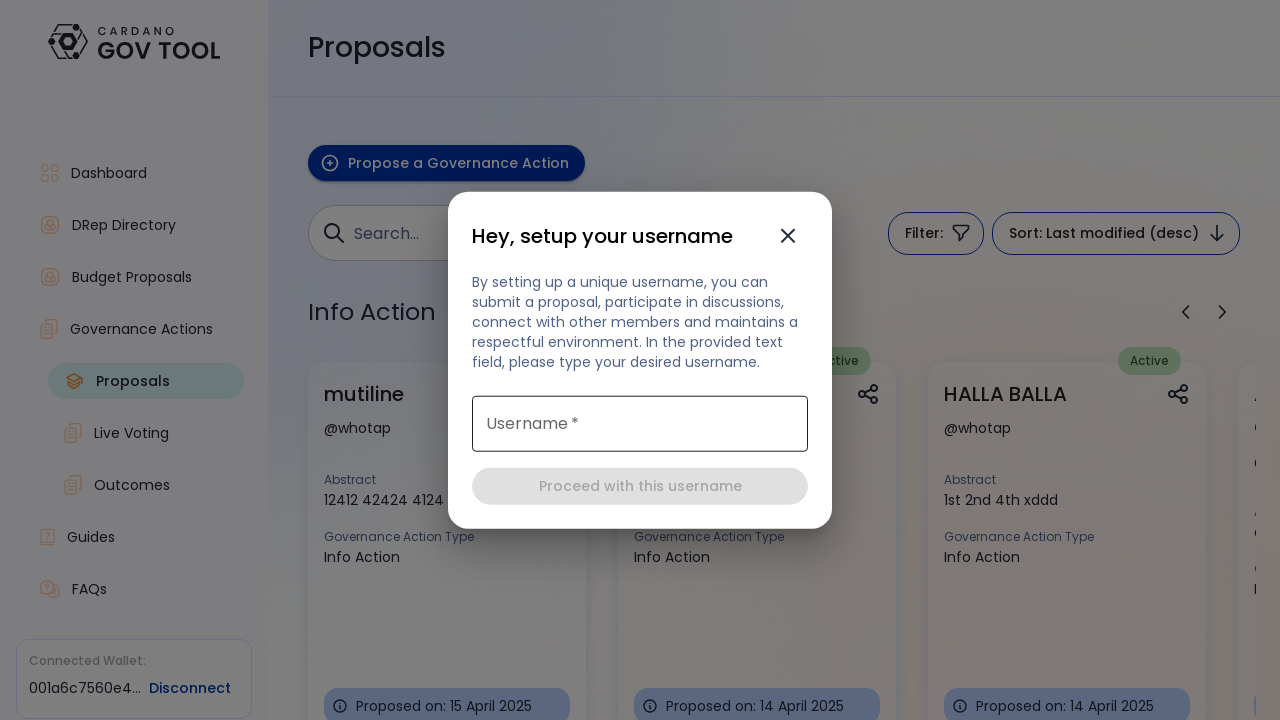 CARDANO
GOV TOOL
Proposals
Dashboard
DRep Directory
Budget Proposals
Governance Actions
Proposals
Live Voting
Outcomes
Guides
FAQs
Connected Wallet:
001a6c7560e4... Disconnect
Propose a Governance Action
Search...
Filter:
Sort: Last modified (desc)
Info Action
Hey, setup your username
By setting up a unique username, you can
submit a proposal, participate in discussions,
connect with other members and maintains a
respectful environment. In the provided text
field, please type your desired username.
Username *
Proceed with this username
mutiline
@whotap
Abstract
12412 42424 4124
Governance Action Type
Info Action
Proposed on: 15 April 2025
Governance Action Type
Info Action
Proposed on: 14 April 2025
Active
HALLA BALLA
@whotap
Abstract
1st 2nd 4th xddd
Governance Action Type
Info Action
Proposed on: 14 April 2025